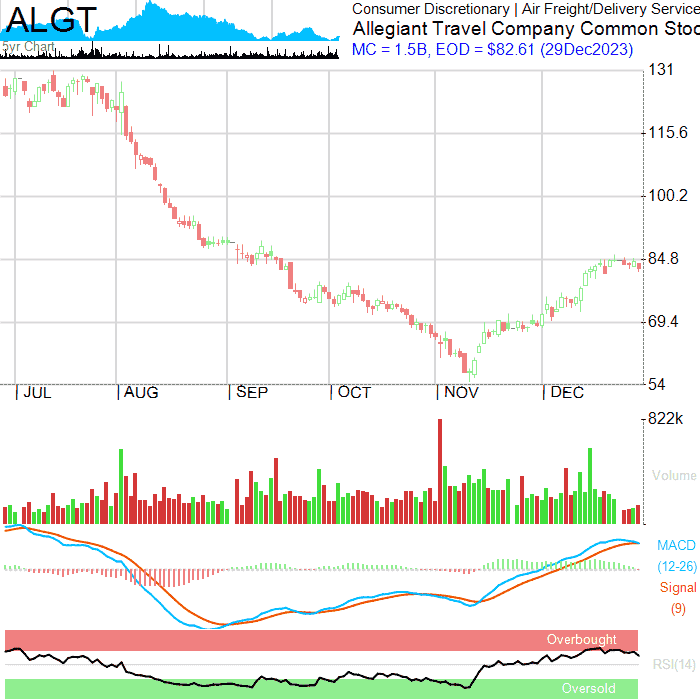 ALGT
5yr Chart
Consumer Discretionary | Air Freight/Delivery Service
Allegiant Travel Company Common Stoc
MC = 1.5B, EOD = $82.61 (29Dec2023)
131
115.6
100.2
84.8
69.4
54
JUL AUG SEP OCT NOV DEC
822k
Volume
MACD
(12-26)
Signal
(9)
Overbought
RSI(14)
Oversold